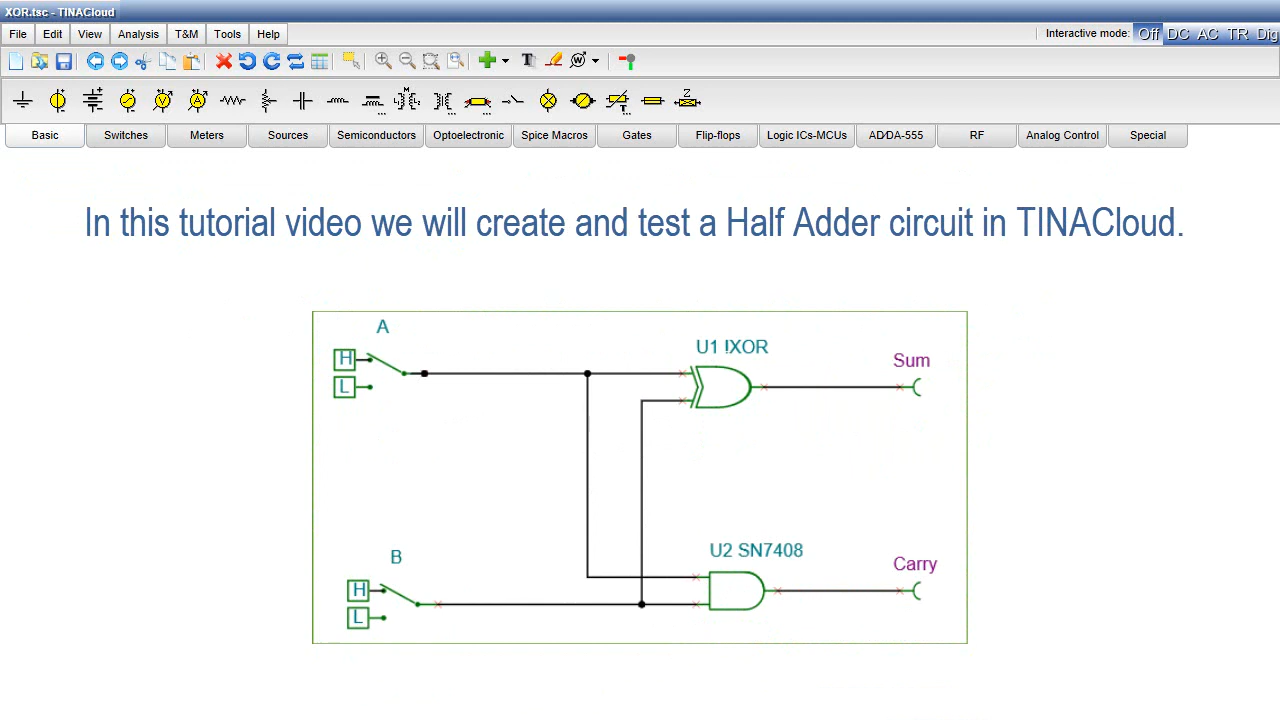 XOR.tsc - TINACloud
File Edit View Analysis T&M Tools Help Interactive mode: Off DC AC TR Dig
Basic Switches Meters Sources Semiconductors Optoelectronic Spice Macros Gates Flip-flops Logic ICs-MCUs AD/DA-555 RF Analog Control Special
In this tutorial video we will create and test a Half Adder circuit in TINACloud.
A
H
L
U1 !XOR
Sum
B
H
L
U2 SN7408
Carry